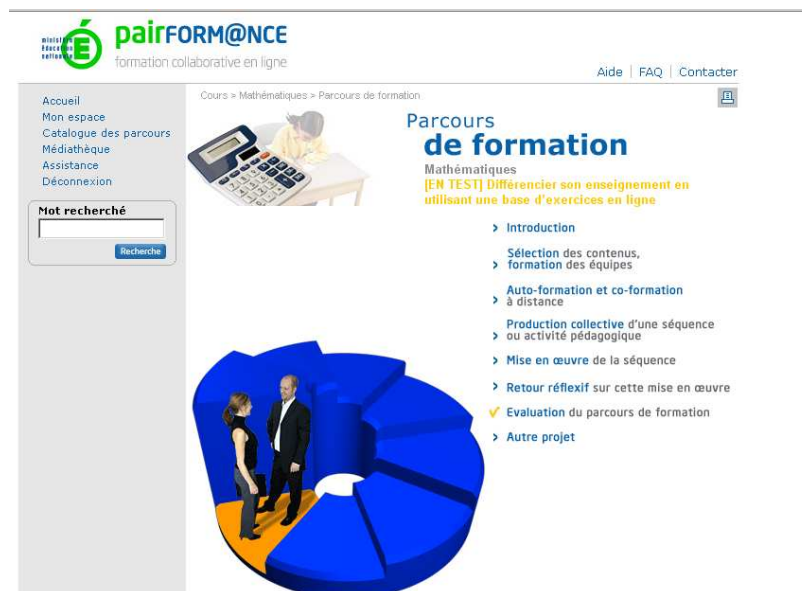 ministère
éducation
nationale
É
pairFORM@NCE
formation collaborative en ligne
Aide | FAQ | Contacter
Accueil
Mon espace
Catalogue des parcours
Médiathèque
Assistance
Déconnexion
Mot recherché
Recherche
Cours > Mathématiques > Parcours de formation
Parcours
de formation
Mathématiques
[EN TEST] Différencier son enseignement en
utilisant une base d'exercices en ligne
Introduction
Sélection des contenus,
formation des équipes
Auto-formation et co-formation
à distance
Production collective d'une séquence
ou activité pédagogique
Mise en œuvre de la séquence
Retour réflexif sur cette mise en œuvre
Evaluation du parcours de formation
Autre projet